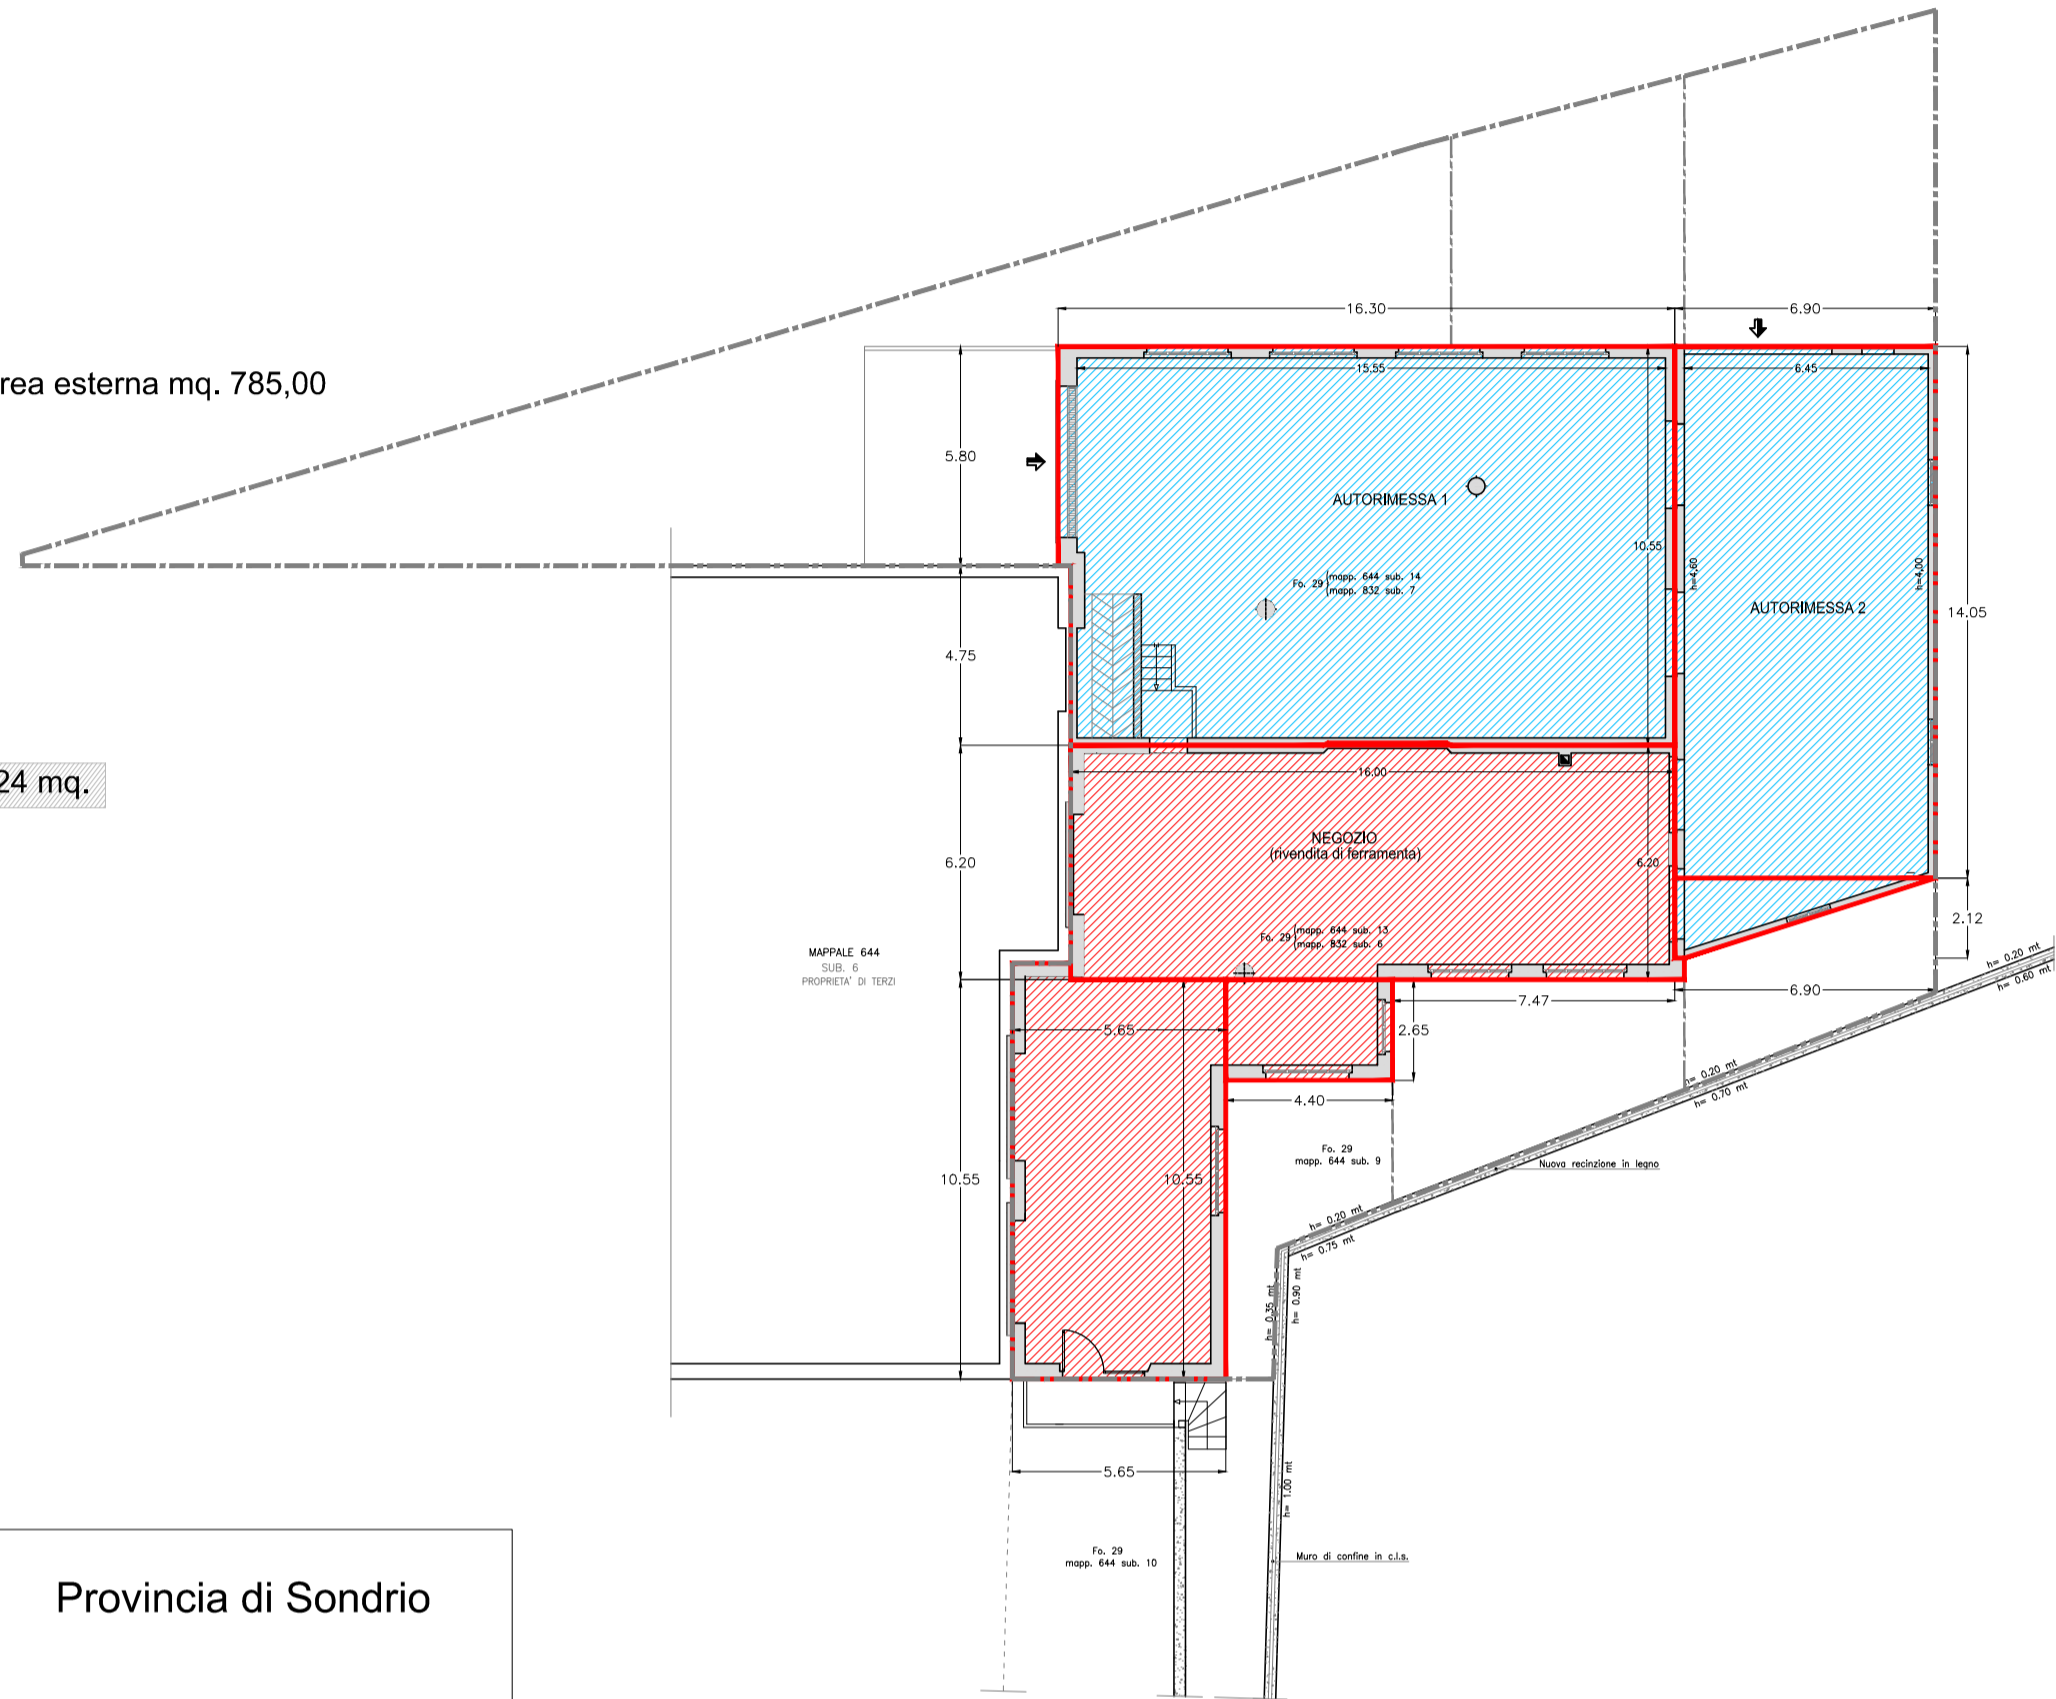 16.30
6.90
15.55
6.45
rea esterna mq. 785,00
5.80
AUTORIMESSA 1
10.55
h=4,60
h=4,00
Fo. 29 (mapp. 644 sub. 14
(mapp. 832 sub. 7
AUTORIMESSA 2
14.05
4.75
24 mq.
16.00
NEGOZIO
(rivendita di ferramenta)
6.20
6.20
2.12
Fo. 29 (mapp. 644 sub. 13
(mapp. 832 sub. 6
MAPPALE 644
SUB. 6
PROPRIETA' DI TERZI
h= 0.20 mt
h= 0.60 mt
6.90
7.47
5.65
2.65
h= 0.20 mt
h= 0.70 mt
4.40
Fo. 29
mapp. 644 sub. 9
Nuova recinzione in legno
10.55
10.55
h= 0.20 mt
h= 0.75 mt
h= 0.35 mt
h= 0.90 mt
5.65
h= 1.00 mt
Fo. 29
mapp. 644 sub. 10
Muro di confine in c.l.s.
Provincia di Sondrio